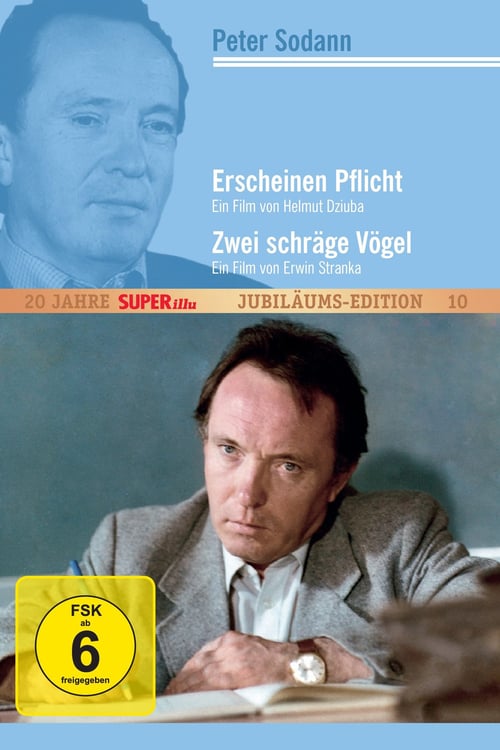 Peter Sodann
Erscheinen Pflicht
Ein Film von Helmut Dziuba
Zwei schräge Vögel
Ein Film von Erwin Stranka
20 JAHRE SUPERillu JUBILÄUMS-EDITION 10
FSK
ab
6
freigegeben